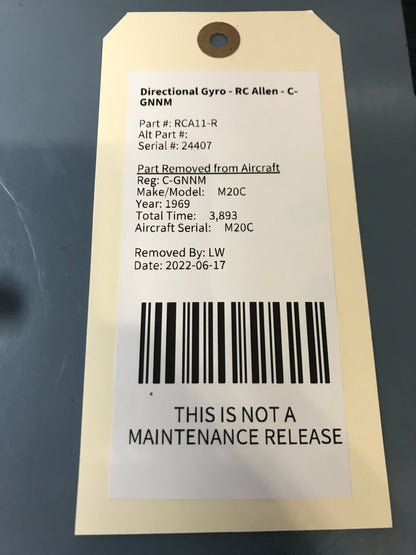 Directional Gyro - RC Allen - C-
GNNM
Part #: RCA11-R
Alt Part #:
Serial #: 24407
Part Removed from Aircraft
Reg: C-GNNM
Make/Model: M20C
Year: 1969
Total Time: 3,893
Aircraft Serial: M20C
Removed By: LW
Date: 2022-06-17
THIS IS NOT A
MAINTENANCE RELEASE